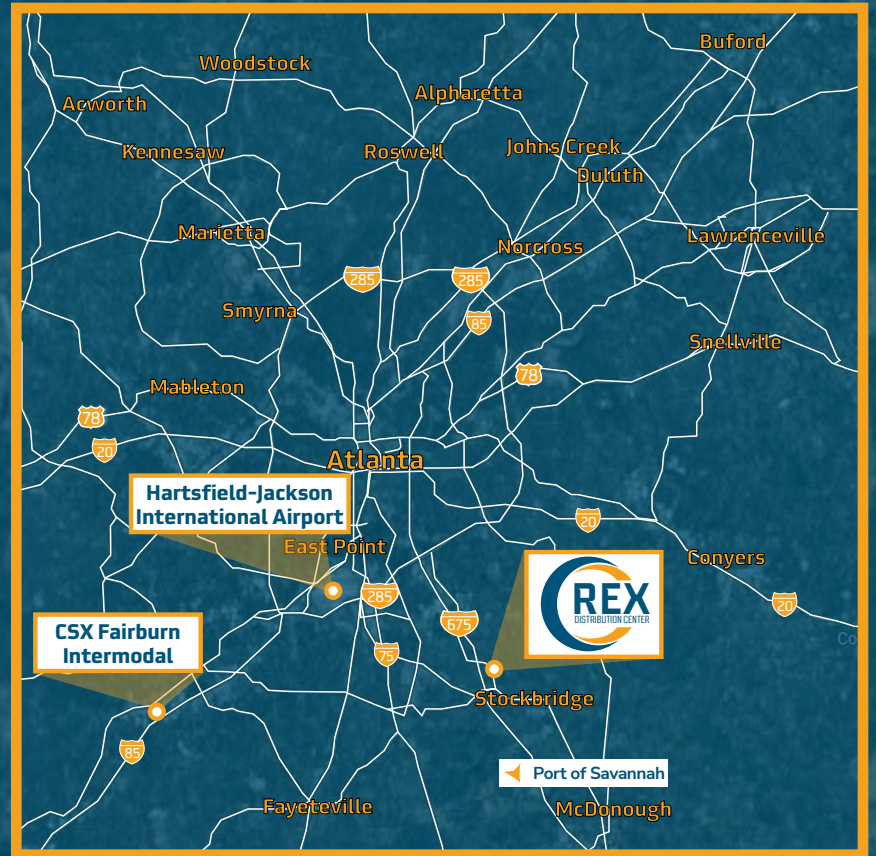 Buford
Woodstock
Alpharetta
Acworth
Kennesaw
Roswell
Johns Creek
Duluth
Marietta
Norcross
Lawrenceville
285
285
Smyrna
85
Snellville
78
Mableton
78
20
Atlanta
Hartsfield-Jackson
International Airport
20
East Point
Conyers
285
REX
DISTRIBUTION CENTER
20
675
CSX Fairburn
Intermodal
75
Stockbridge
85
Port of Savannah
Fayeteville
McDonough